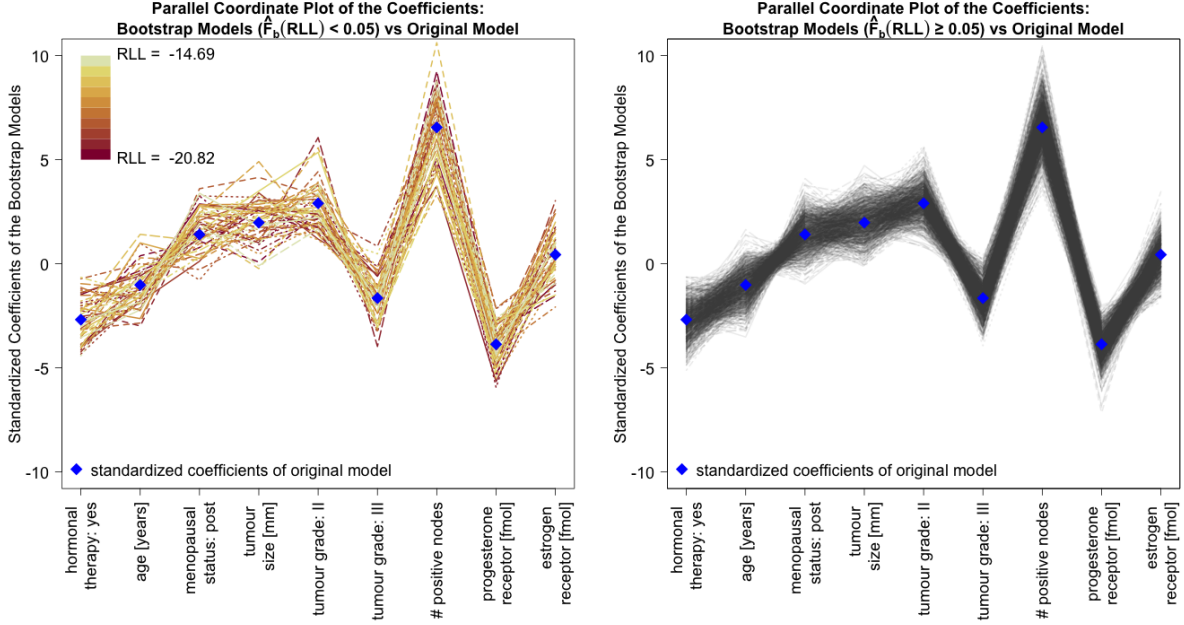 Parallel Coordinate Plot of the Coefficients:
Bootstrap Models (F̂b(RLL) < 0.05) vs Original Model
Standardized Coefficients of the Bootstrap Models
10
5
0
-5
-10
RLL = -14.69
RLL = -20.82
standardized coefficients of original model
hormonal
therapy: yes
age [years]
menopausal
status: post
tumour
size [mm]
tumour grade: II
tumour grade: III
# positive nodes
progesterone
receptor [fmol]
estrogen
receptor [fmol]
Parallel Coordinate Plot of the Coefficients:
Bootstrap Models (F̂b(RLL) ≥ 0.05) vs Original Model
Standardized Coefficients of the Bootstrap Models
10
5
0
-5
-10
standardized coefficients of original model
hormonal
therapy: yes
age [years]
menopausal
status: post
tumour
size [mm]
tumour grade: II
tumour grade: III
# positive nodes
progesterone
receptor [fmol]
estrogen
receptor [fmol]